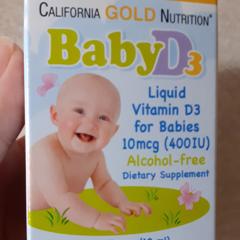 CALIFORNIA GOLD NUTRITION®
BabyD3
Liquid
Vitamin D3
for Babies
10mcg (400IU)
Alcohol-free
Dietary Supplement